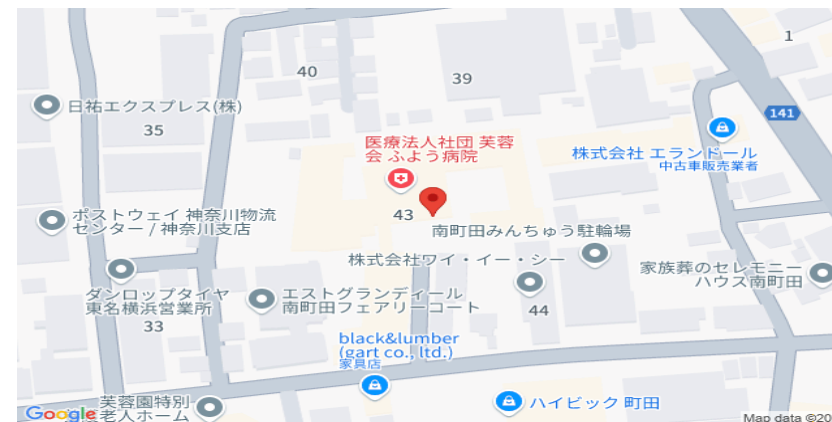 1
40
39
141
日祐エクスプレス(株)
35
医療法人社団 芙蓉
会 ふよう病院
株式会社 エランドール
中古車販売業者
ポストウェイ 神奈川物流
センター / 神奈川支店
43
南町田みんちゅう駐輪場
株式会社ワイ・イー・シー
家族葬のセレモニー
ハウス南町田
ダンロップタイヤ
東名横浜営業所
エストグランディール
南町田フェアリーコート
44
33
black&lumber
(gart co., ltd.)
家具店
芙蓉園特別
老人ホーム
ハイビック 町田
Google
Map data ©20